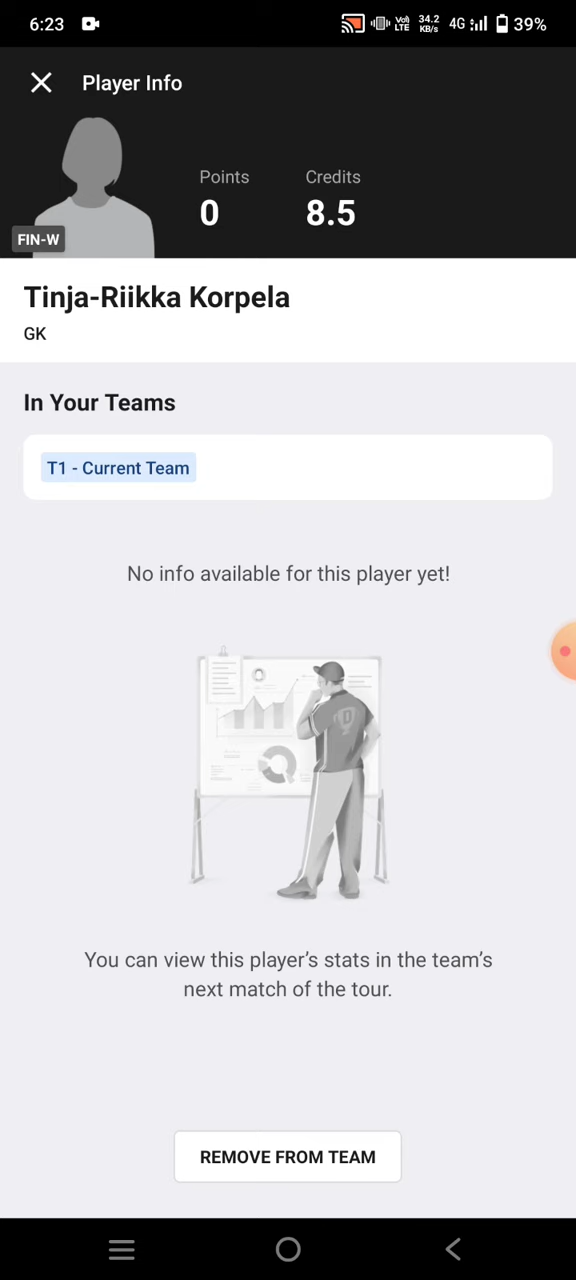 6:23
Vo)
LTE
34.2
KB/s
4G
39%
Player Info
Points
Credits
0
8.5
FIN-W
Tinja-Riikka Korpela
GK
In Your Teams
T1 - Current Team
No info available for this player yet!
D
You can view this player’s stats in the team’s
next match of the tour.
REMOVE FROM TEAM